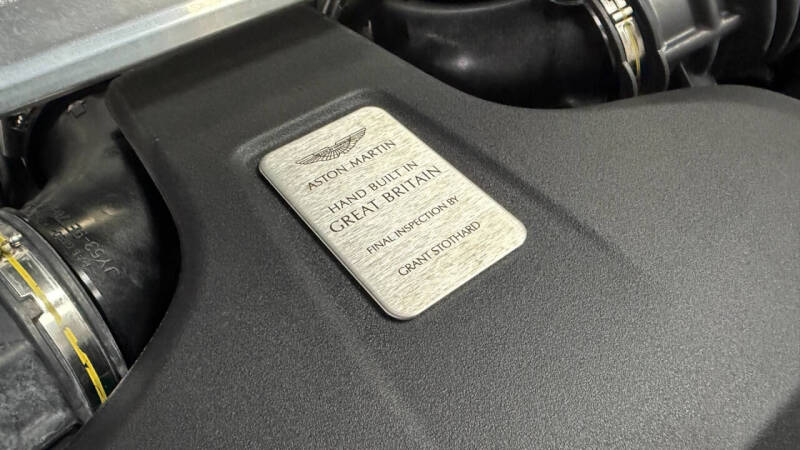 ASTON MARTIN
HAND BUILT IN
GREAT BRITAIN
FINAL INSPECTION BY
GRANT STOTHARD